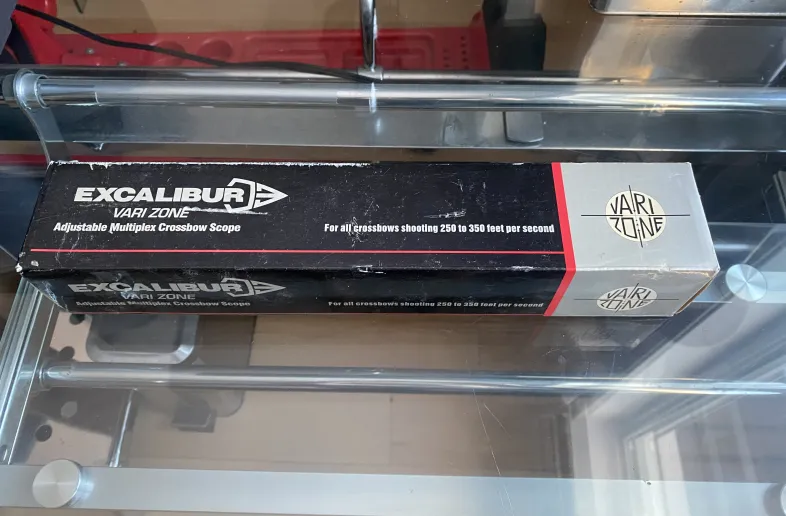 EXCALIBUR
VARI ZONE
Adjustable Multiplex Crossbow Scope
For all crossbows shooting 250 to 350 feet per second
VARI
ZONE
EXCALIBUR
VARI ZONE
Adjustable Multiplex Crossbow Scope
For all crossbows shooting 250 to 350 feet per second
VARI
ZONE